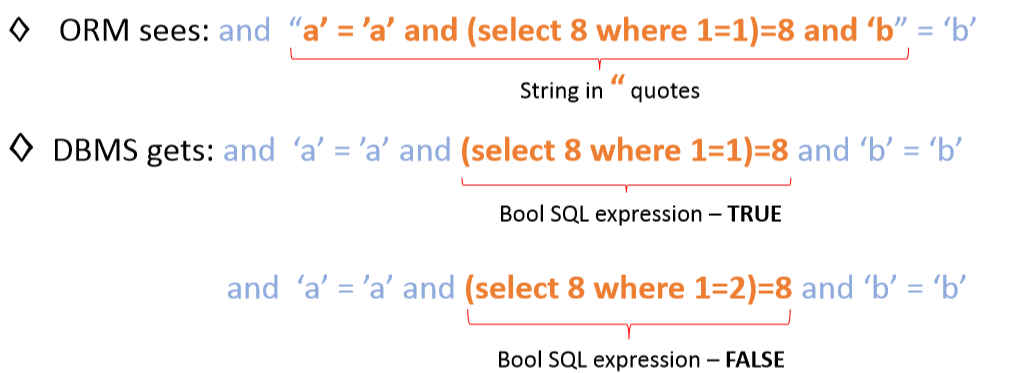 ◊ ORM sees: and “a’ = ’a’ and (select 8 where 1=1)=8 and ‘b” = ‘b’
String in “ quotes
◊ DBMS gets: and ‘a’ = ’a’ and (select 8 where 1=1)=8 and ‘b’ = ‘b’
Bool SQL expression – TRUE
and ‘a’ = ’a’ and (select 8 where 1=2)=8 and ‘b’ = ‘b’
Bool SQL expression – FALSE